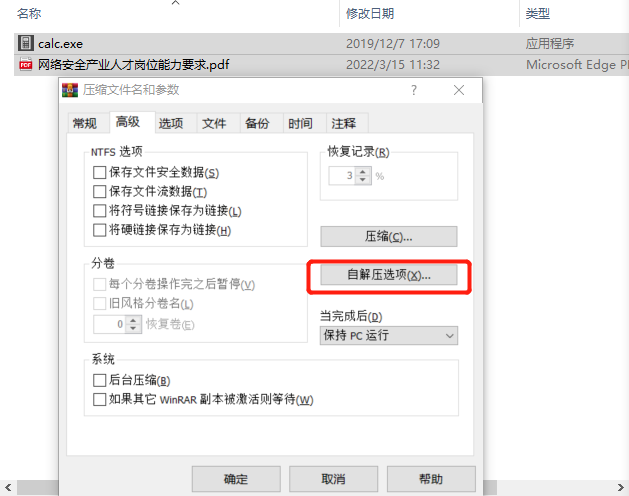 名称 修改日期 类型
calc.exe 2019/12/7 17:09 应用程序
网络安全产业人才岗位能力要求.pdf 2022/3/15 11:32 Microsoft Edge
压缩文件名和参数 ?
常规 高级 选项 文件 备份 时间 注释
NTFS 选项
保存文件安全数据(S)
保存文件流数据(T)
将符号链接保存为链接(L)
将硬链接保存为链接(H)
恢复记录(R)
3 %
压缩(C)...
分卷
每个分卷操作完之后暂停(V)
旧风格分卷名(L)
0 恢复卷(E)
自解压选项(X)...
当完成后(D)
保持 PC 运行
系统
后台压缩(B)
如果其它 WinRAR 副本被激活则等待(W)
确定 取消 帮助